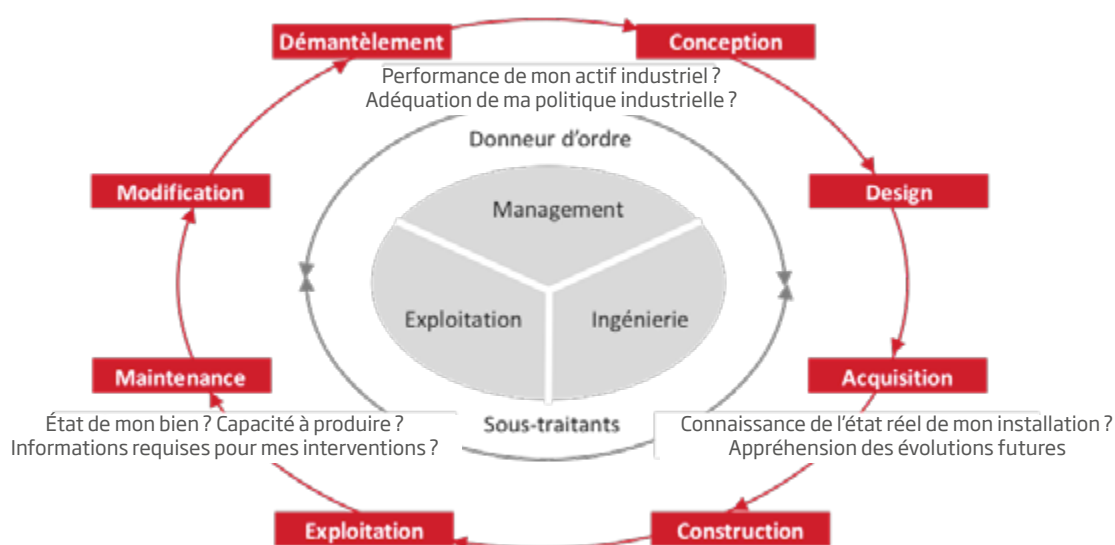 Démantèlement
Conception
Performance de mon actif industriel ?
Adéquation de ma politique industrielle ?
Donneur d'ordre
Modification
Design
Management
Exploitation
Ingénierie
Maintenance
Acquisition
État de mon bien ? Capacité à produire ?
Informations requises pour mes interventions ?
Sous-traitants
Connaissance de l'état réel de mon installation ?
Appréhension des évolutions futures
Exploitation
Construction